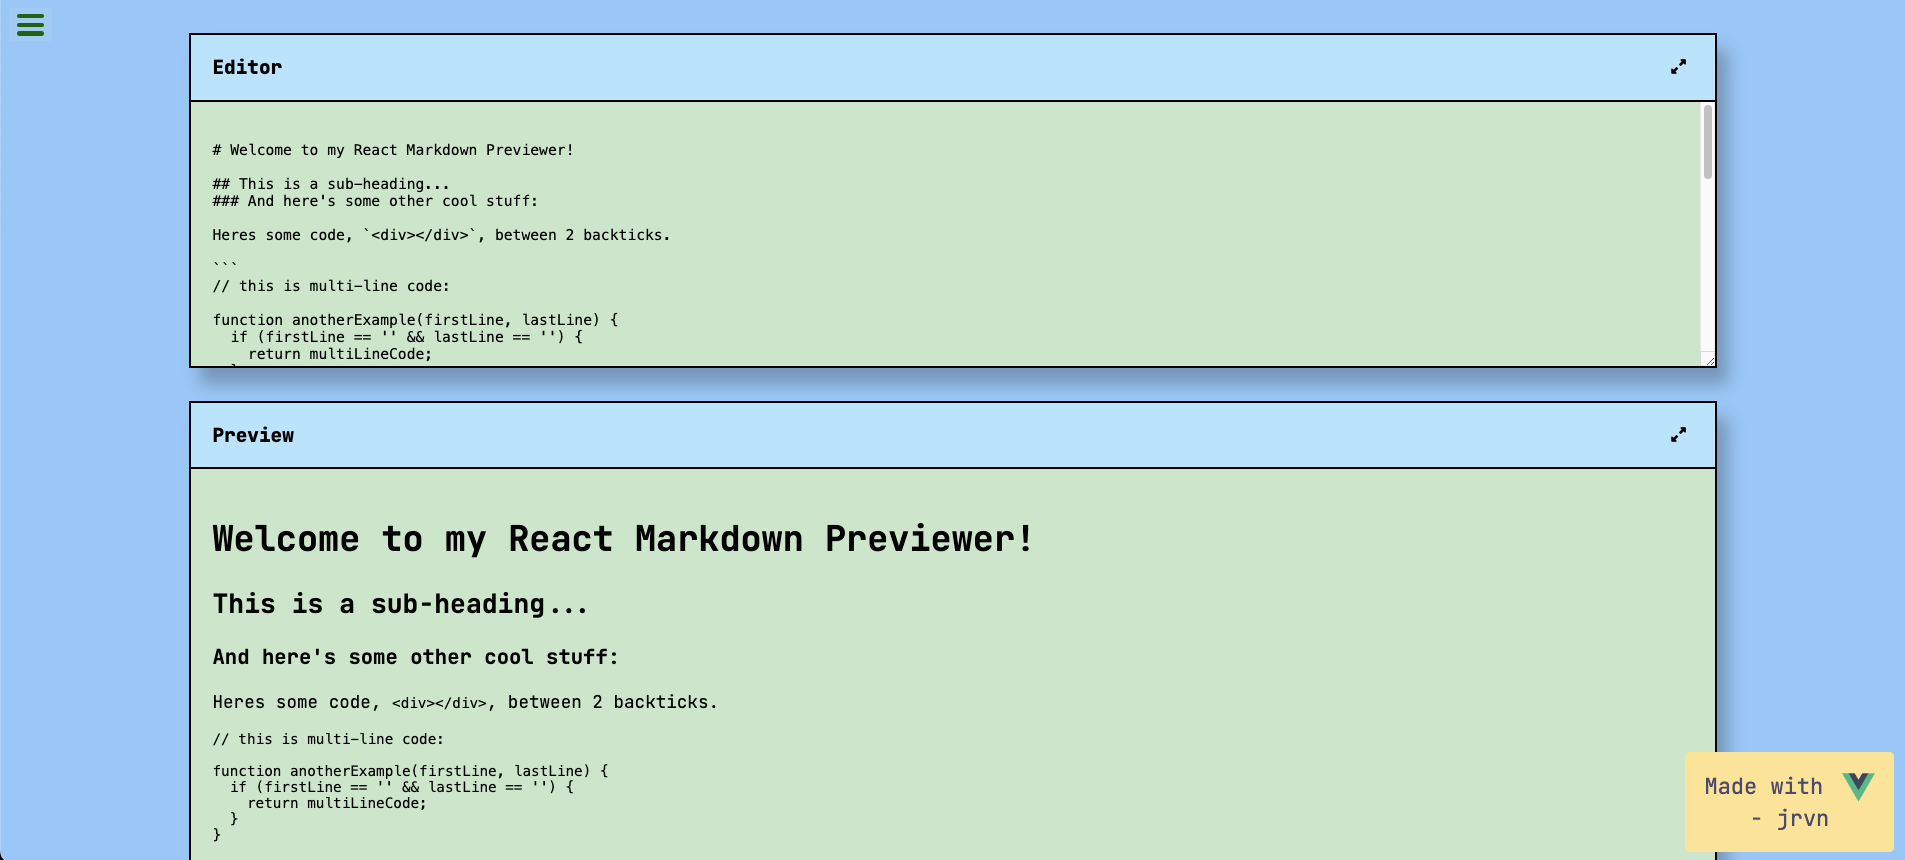 Editor
# Welcome to my React Markdown Previewer!
## This is a sub-heading...
### And here's some other cool stuff:
Heres some code, `<div></div>`, between 2 backticks.
```
// this is multi-line code:
function anotherExample(firstLine, lastLine) {
  if (firstLine == '' && lastLine == '') {
    return multiLineCode;
Preview
Welcome to my React Markdown Previewer!
This is a sub-heading...
And here's some other cool stuff:
Heres some code, <div></div>, between 2 backticks.
// this is multi-line code:
function anotherExample(firstLine, lastLine) {
  if (firstLine == '' && lastLine == '') {
    return multiLineCode;
  }
}
Made with
- jrvn